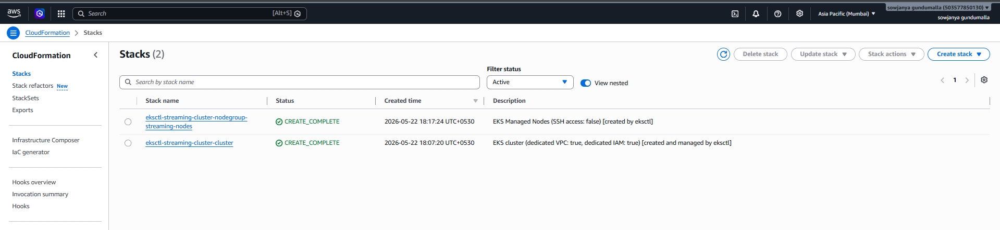 aws
Search [Alt+S]
Asia Pacific (Mumbai)
sowjanya gundumalla (503577850130)
sowjanya gundumalla
CloudFormation
Stacks
CloudFormation
Stacks
Stack refactors New
StackSets
Exports
Infrastructure Composer
IaC generator
Hooks overview
Invocation summary
Hooks
Stacks (2)
Delete stack
Update stack
Stack actions
Create stack
Filter status
Search by stack name
Active
View nested
1
Stack name Status Created time Description
eksctl-streaming-cluster-nodegroup-
streaming-nodes
CREATE_COMPLETE 2026-05-22 18:17:24 UTC+0530 EKS Managed Nodes (SSH access: false) [created by eksctl]
eksctl-streaming-cluster-cluster CREATE_COMPLETE 2026-05-22 18:07:20 UTC+0530 EKS cluster (dedicated VPC: true, dedicated IAM: true) [created and managed by eksctl]